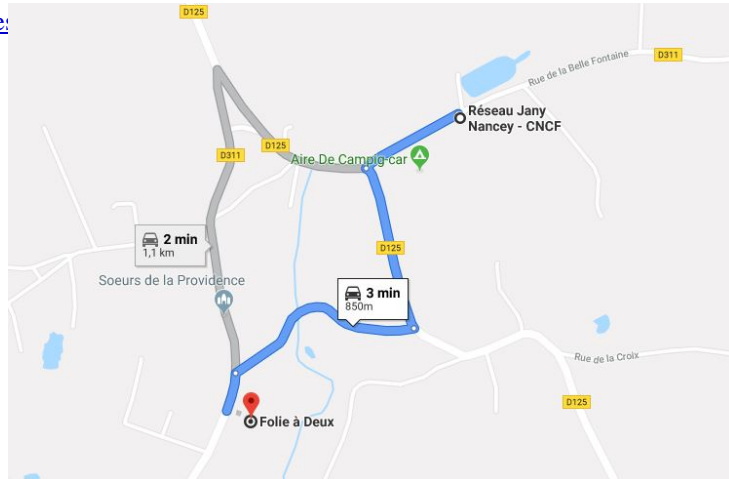 es
D125
D311
Rue de la Belle Fontaine
Réseau Jany
Nancey - CNCF
D125
D311
Aire De Campig-car
2 min
1,1 km
D125
Soeurs de la Providence
3 min
850m
Rue de la Croix
D125
Folie à Deux